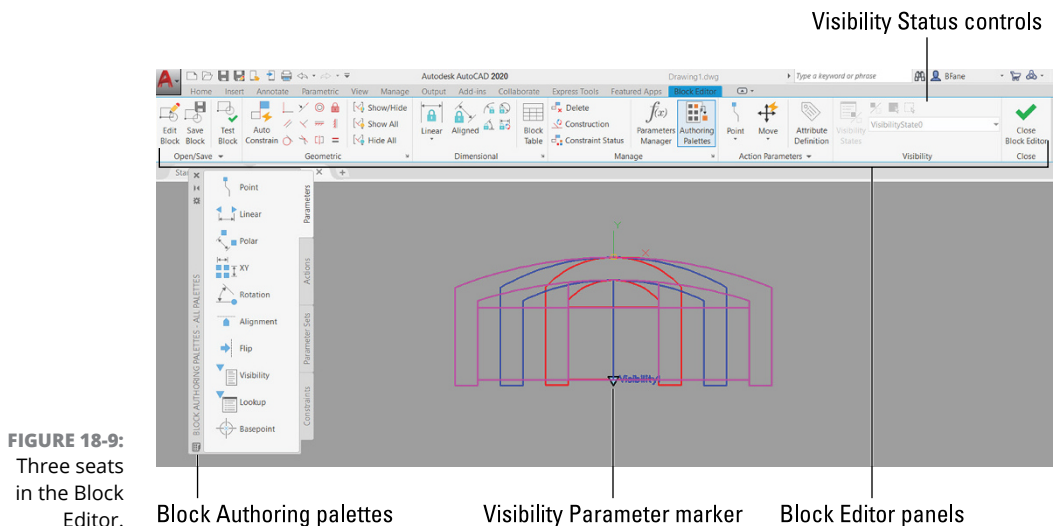 Visibility Status controls
Autodesk AutoCAD 2020
Drawing1.dwg
Type a keyword or phrase
BFane
Home Insert Annotate Parametric View Manage Output Add-ins Collaborate Express Tools Featured Apps Block Editor
Edit Block
Save Block
Test Block
Auto Constrain
Show/Hide
Show All
Hide All
Linear
Aligned
Block Table
Delete
Construction
Constraint Status
Parameters Manager
f(x)
Authoring Palettes
Point
Move
Attribute Definition
Visibility States
VisibilityState0
Close Block Editor
Open/Save
Geometric
Dimensional
Manage
Action Parameters
Visibility
Close
Sta
Point
Linear
Polar
XY
Rotation
Alignment
Flip
Visibility
Lookup
Basepoint
Parameters
Actions
Parameter Sets
Constraints
BLOCK AUTHORING PALETTES - ALL PALETTES
Y
X
Visibility
FIGURE 18-9:
Three seats
in the Block
Editor.
Block Authoring palettes
Visibility Parameter marker
Block Editor panels